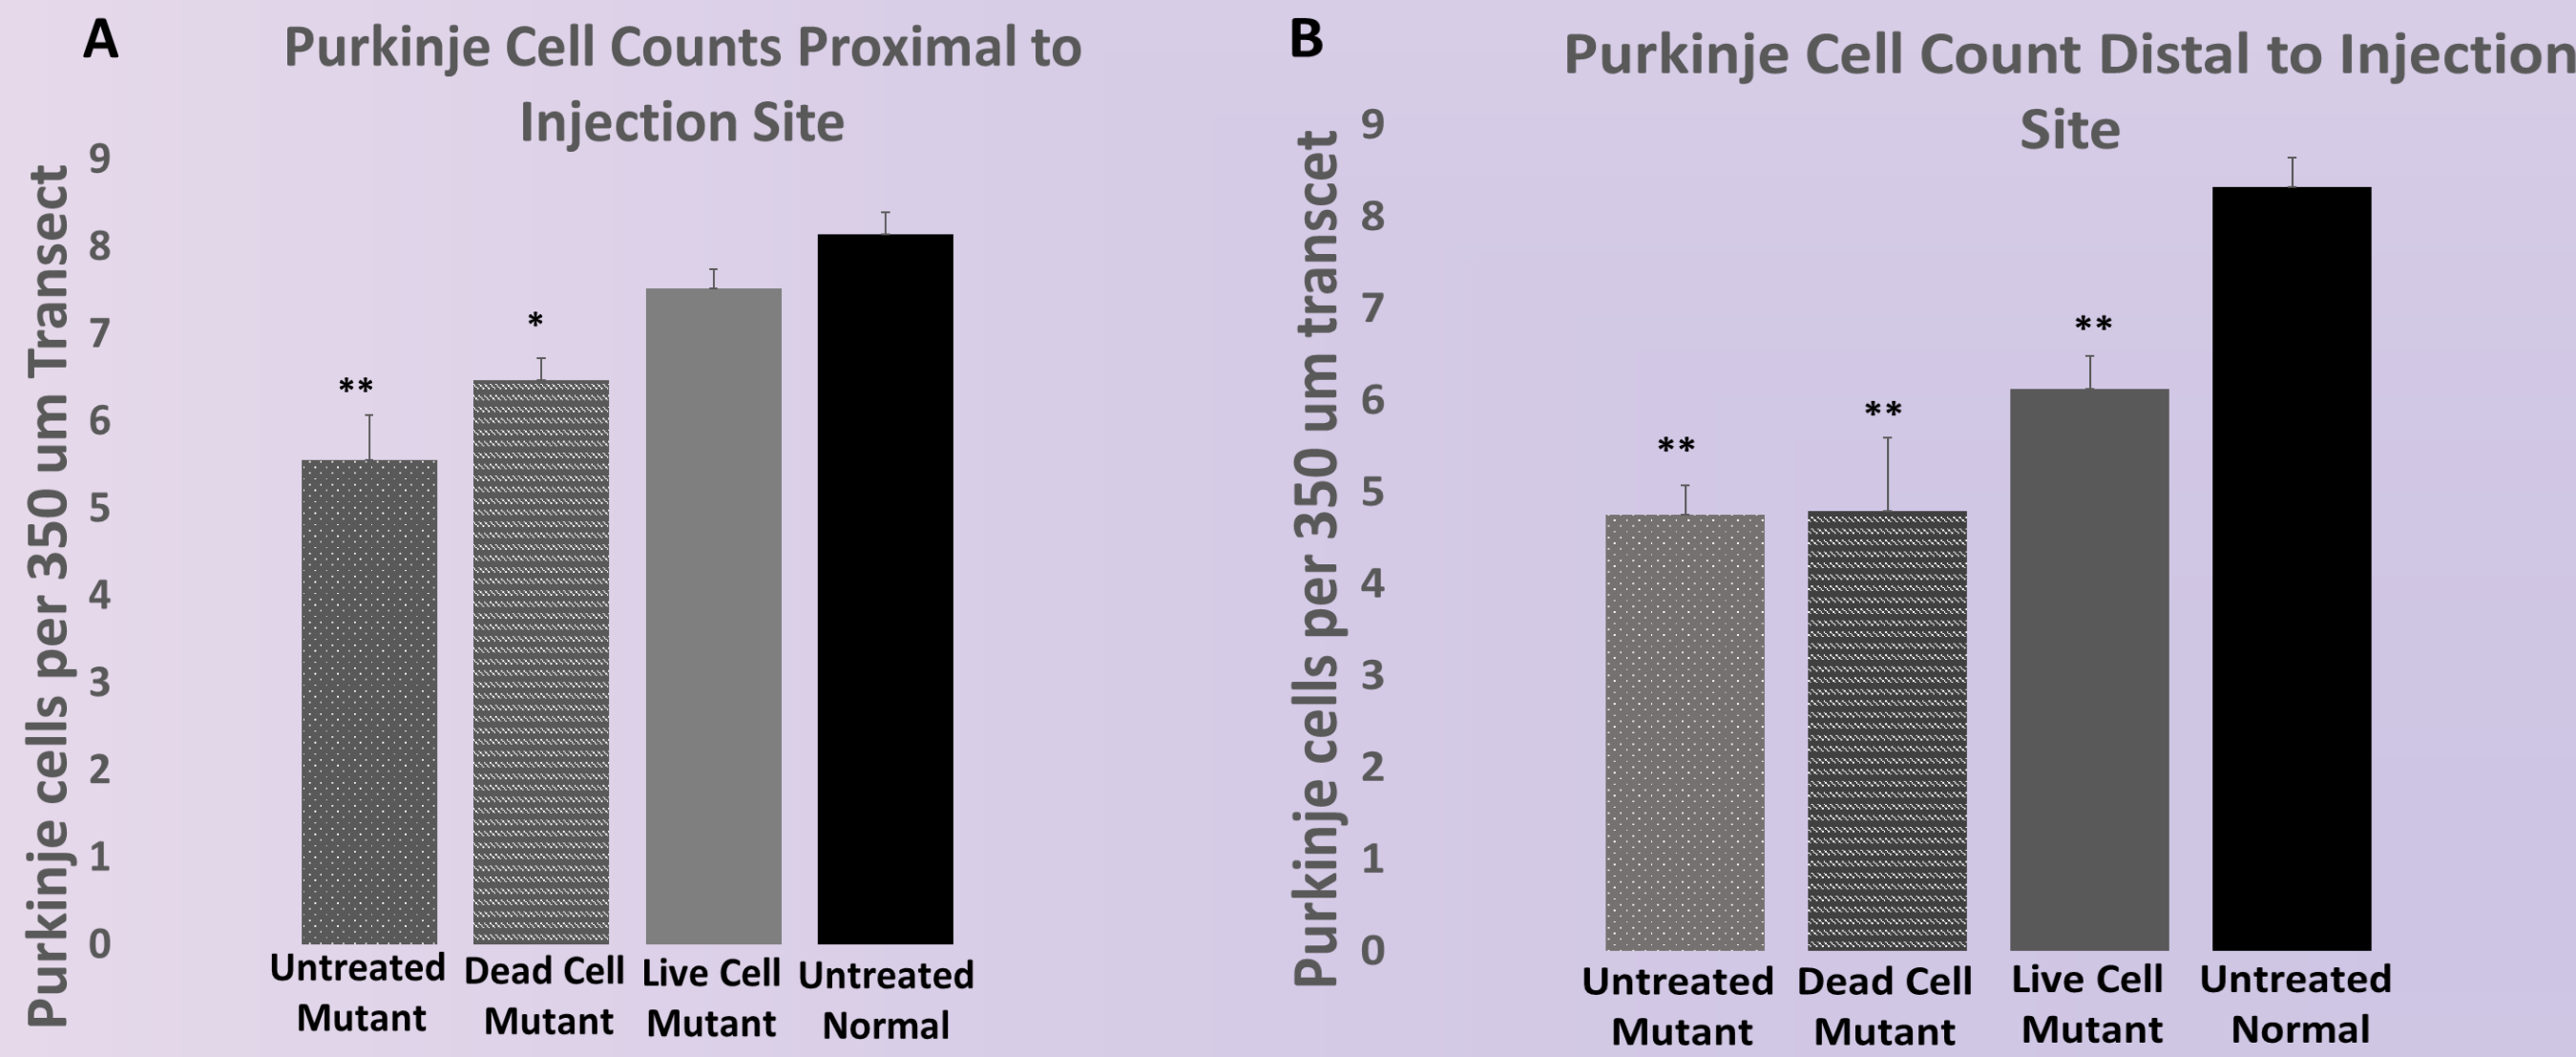 A
Purkinje Cell Counts Proximal to
Injection Site
Purkinje cells per 350 um Transect
9
8
7
6
5
4
3
2
1
0
**
*
Untreated
Mutant
Dead Cell
Mutant
Live Cell
Mutant
Untreated
Normal
B
Purkinje Cell Count Distal to Injection
Site
Purkinje cells per 350 um transcet
9
8
7
6
5
4
3
2
1
0
**
**
**
Untreated
Mutant
Dead Cell
Mutant
Live Cell
Mutant
Untreated
Normal